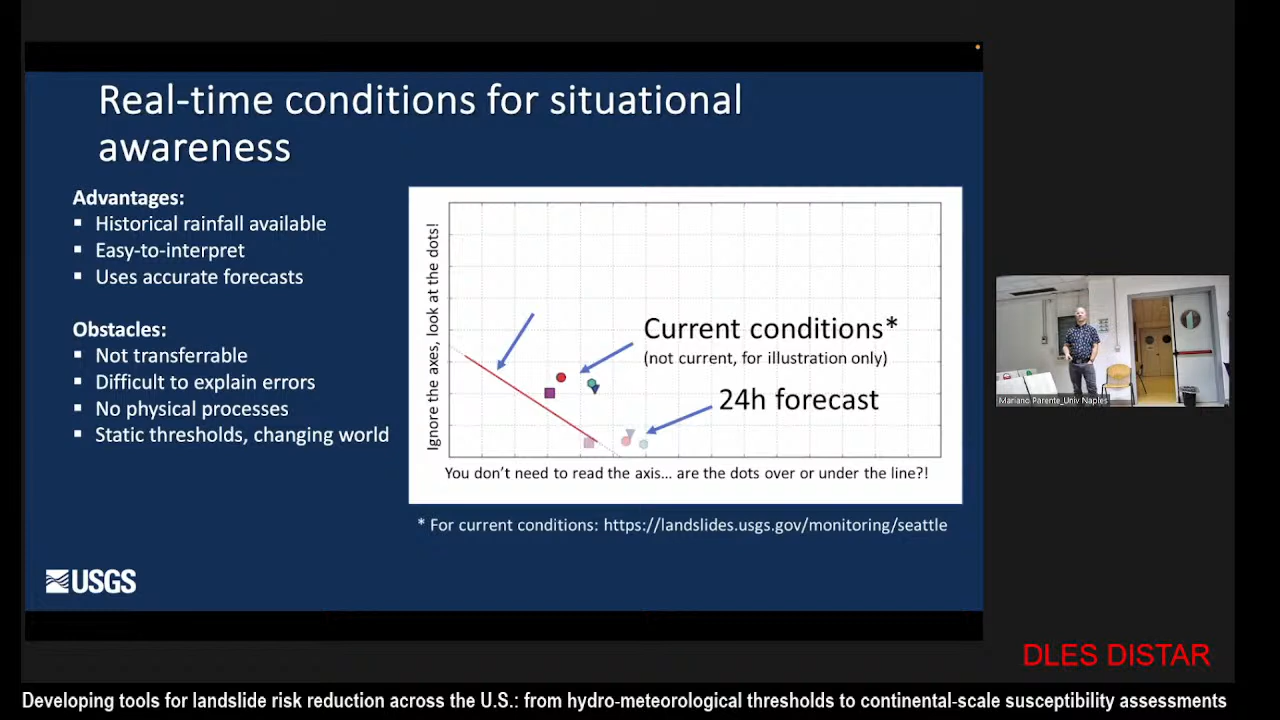 Real-time conditions for situational
awareness
Advantages:
▪ Historical rainfall available
▪ Easy-to-interpret
▪ Uses accurate forecasts
Obstacles:
▪ Not transferrable
▪ Difficult to explain errors
▪ No physical processes
▪ Static thresholds, changing world
Ignore the axes, look at the dots!
Current conditions*
(not current, for illustration only)
24h forecast
You don't need to read the axis... are the dots over or under the line?!
* For current conditions: https://landslides.usgs.gov/monitoring/seattle
USGS
Mariano Parente_Univ Naples
DLES DISTAR
Developing tools for landslide risk reduction across the U.S.: from hydro-meteorological thresholds to continental-scale susceptibility assessments